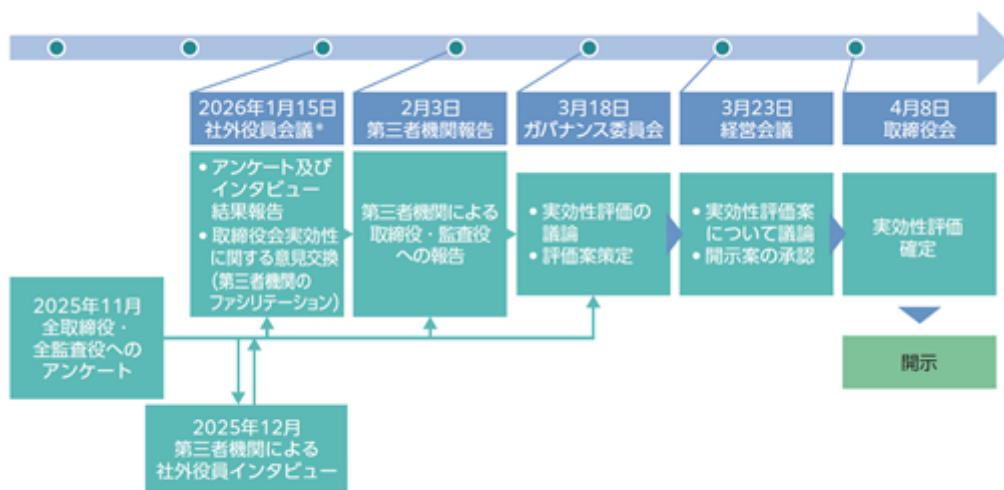 2026年1月15日
社外役員会議*
2月3日
第三者機関報告
3月18日
ガバナンス委員会
3月23日
経営会議
4月8日
取締役会
• アンケート及び
インタビュー
結果報告
• 取締役会実効性
に関する意見交換
(第三者機関の
ファシリテーション)
第三者機関による
取締役・監査役
への報告
• 実効性評価の
議論
• 評価案策定
• 実効性評価案
について議論
• 開示案の承認
実効性評価
確定
2025年11月
全取締役・
全監査役への
アンケート
開示
2025年12月
第三者機関による
社外役員インタビュー